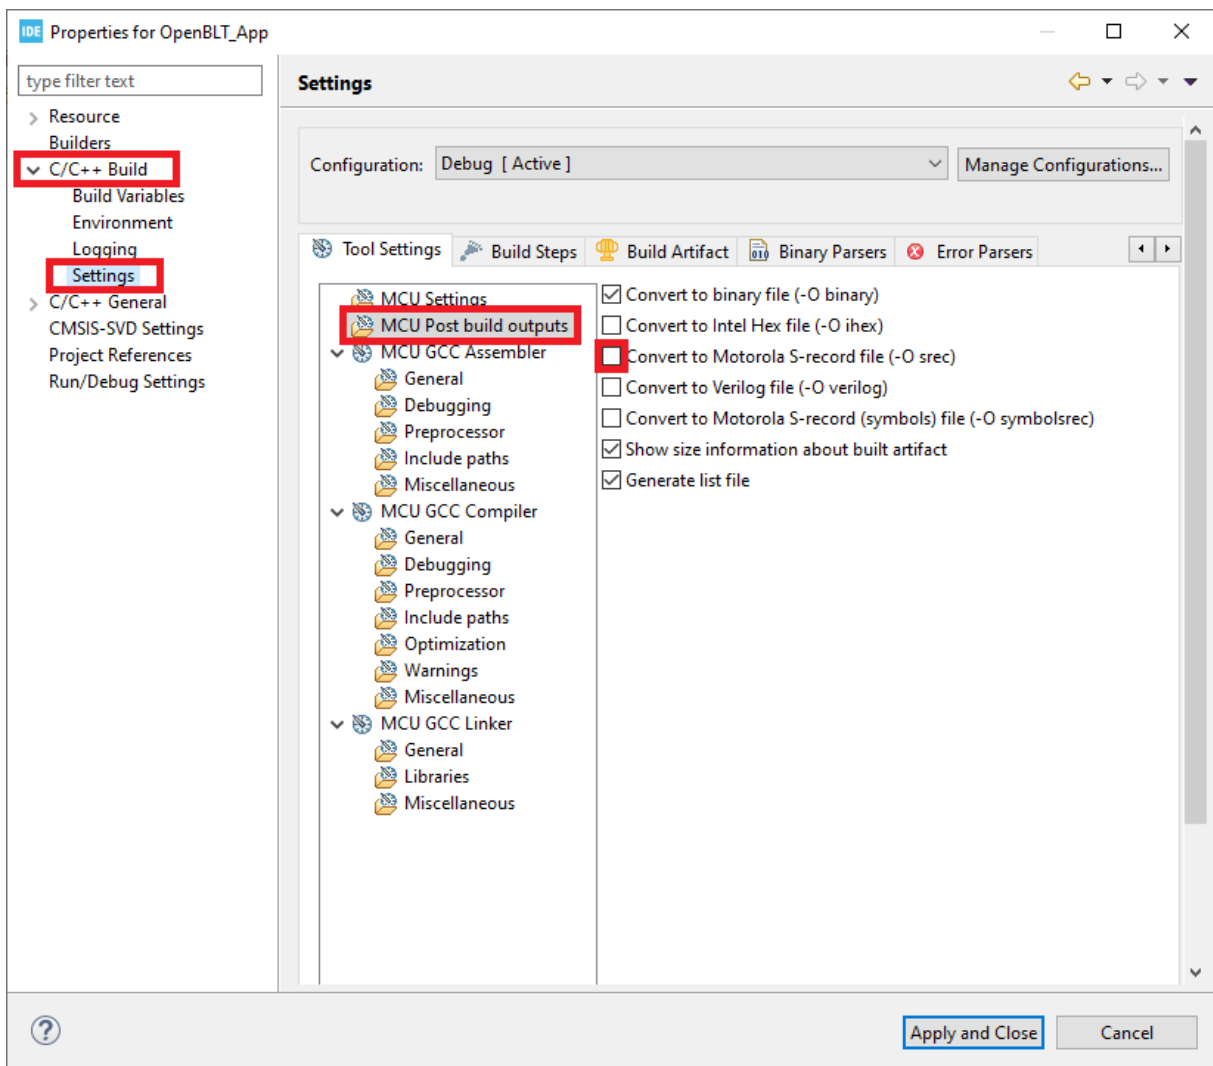 IDE Properties for OpenBLT_App
type filter text
Resource
Builders
C/C++ Build
Build Variables
Environment
Logging
Settings
C/C++ General
CMSIS-SVD Settings
Project References
Run/Debug Settings
Settings
Configuration: Debug [ Active ] Manage Configurations...
Tool Settings Build Steps Build Artifact 010 Binary Parsers Error Parsers
MCU Settings
MCU Post build outputs
MCU GCC Assembler
General
Debugging
Preprocessor
Include paths
Miscellaneous
MCU GCC Compiler
General
Debugging
Preprocessor
Include paths
Optimization
Warnings
Miscellaneous
MCU GCC Linker
General
Libraries
Miscellaneous
Convert to binary file (-O binary)
Convert to Intel Hex file (-O ihex)
Convert to Motorola S-record file (-O srec)
Convert to Verilog file (-O verilog)
Convert to Motorola S-record (symbols) file (-O symbolsrec)
Show size information about built artifact
Generate list file
? Apply and Close Cancel